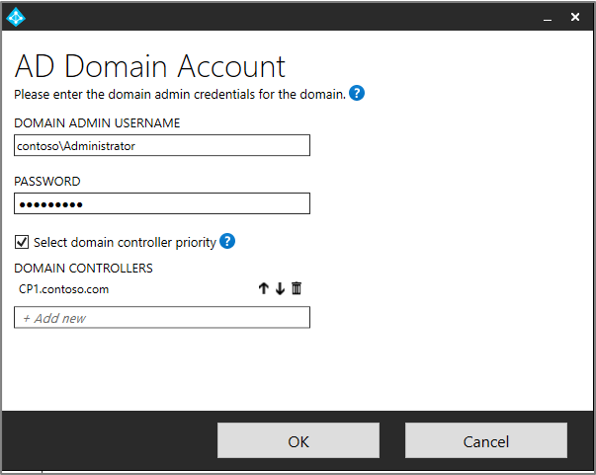 AD Domain Account
Please enter the domain admin credentials for the domain. ?
DOMAIN ADMIN USERNAME
contoso\Administrator
PASSWORD
●●●●●●●●●
Select domain controller priority ?
DOMAIN CONTROLLERS
CP1.contoso.com
+ Add new
OK
Cancel